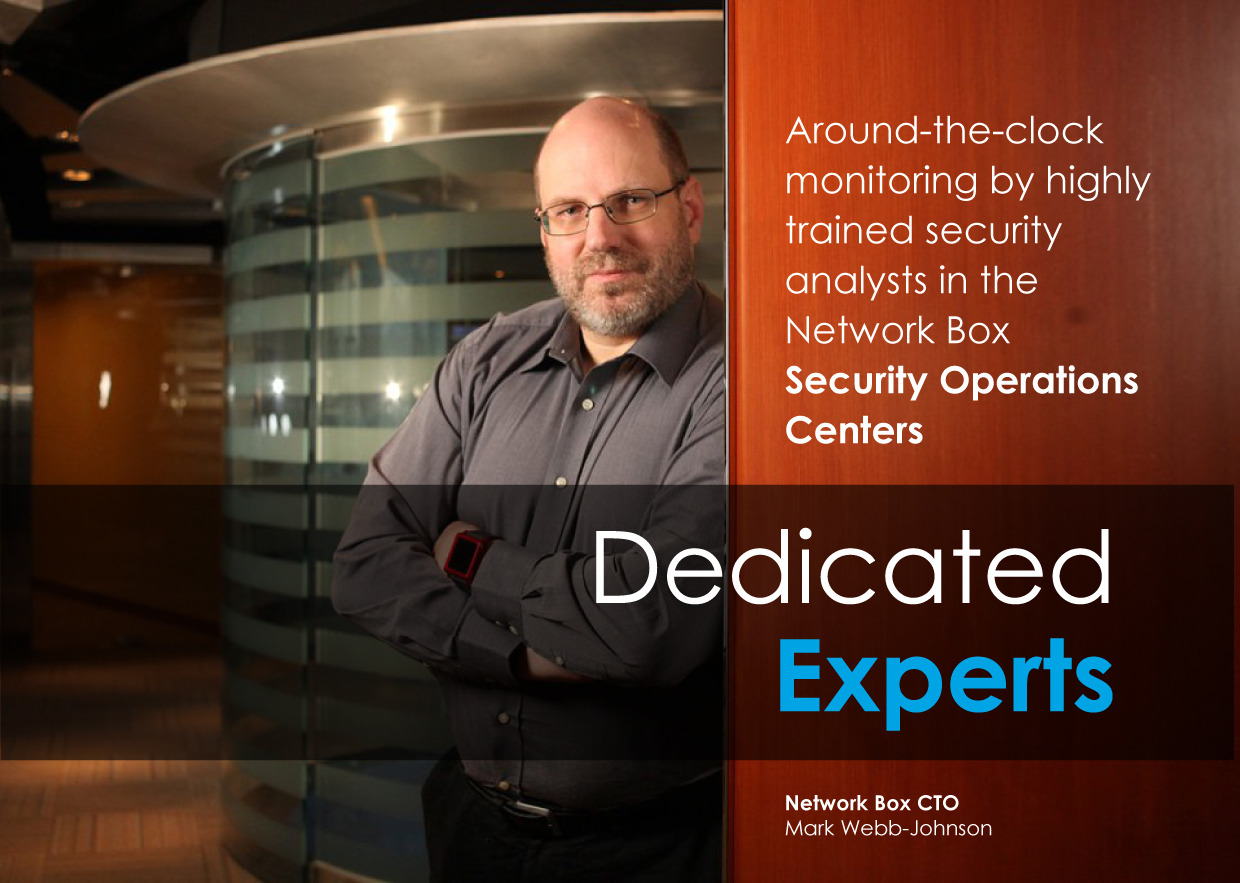 Around-the-clock
monitoring by highly
trained security
analysts in the
Network Box
Security Operations
Centers
Dedicated
Experts
Network Box CTO
Mark Webb-Johnson